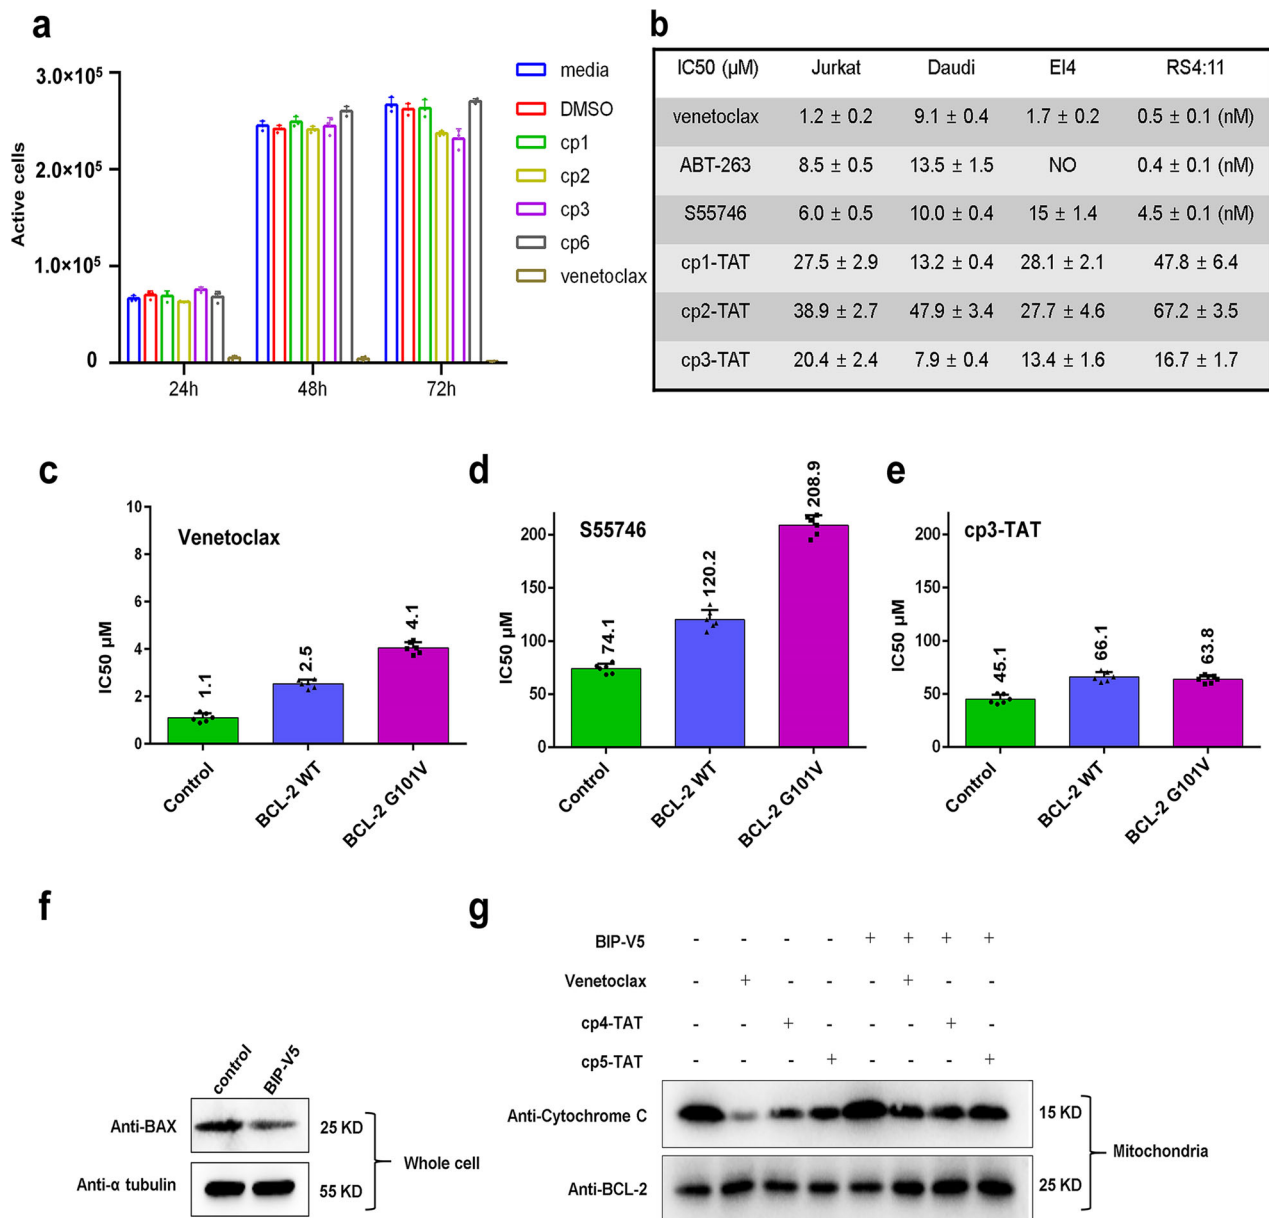 a
Active cells
3.0×10⁵
2.0×10⁵
1.0×10⁵
0
24h
48h
72h
media
DMSO
cp1
cp2
cp3
cp6
venetoclax
b
IC50 (µM) Jurkat Daudi El4 RS4:11
venetoclax 1.2 ± 0.2 9.1 ± 0.4 1.7 ± 0.2 0.5 ± 0.1 (nM)
ABT-263 8.5 ± 0.5 13.5 ± 1.5 NO 0.4 ± 0.1 (nM)
S55746 6.0 ± 0.5 10.0 ± 0.4 15 ± 1.4 4.5 ± 0.1 (nM)
cp1-TAT 27.5 ± 2.9 13.2 ± 0.4 28.1 ± 2.1 47.8 ± 6.4
cp2-TAT 38.9 ± 2.7 47.9 ± 3.4 27.7 ± 4.6 67.2 ± 3.5
cp3-TAT 20.4 ± 2.4 7.9 ± 0.4 13.4 ± 1.6 16.7 ± 1.7
c
Venetoclax
IC50 µM
10
8
6
4
2
0
1.1
2.5
4.1
Control
BCL-2 WT
BCL-2 G101V
d
S55746
IC50 µM
200
150
100
50
0
74.1
120.2
208.9
Control
BCL-2 WT
BCL-2 G101V
e
cp3-TAT
IC50 µM
200
150
100
50
0
45.1
66.1
63.8
Control
BCL-2 WT
BCL-2 G101V
f
control
BIP-V5
Anti-BAX
25 KD
Anti-α tubulin
55 KD
Whole cell
g
BIP-V5 - - - - + + + +
Venetoclax - + - - - + - -
cp4-TAT - - + - - - + -
cp5-TAT - - - + - - - +
Anti-Cytochrome C
15 KD
Anti-BCL-2
25 KD
Mitochondria